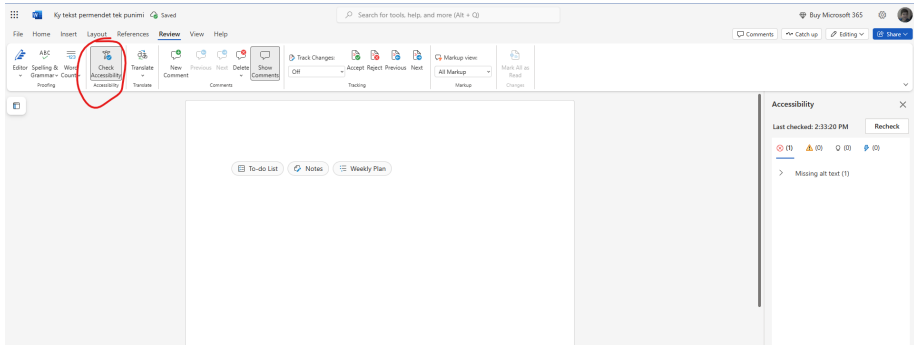 Ky tekst permendet tek punimi Saved Search for tools, help, and more (Alt + Q) Buy Microsoft 365
File Home Insert Layout References Review View Help Comments Catch up Editing Share
Editor Spelling & Grammar Word Count Check Accessibility Translate New Comment Previous Next Delete Show Comments Track Changes: Off Accept Reject Previous Next Markup view: All Markup Mark All as Read
Proofing Accessibility Translate Comments Tracking Markup Changes
Accessibility
Last checked: 2:33:20 PM Recheck
(1) (0) (0) (0)
Missing alt text (1)
To-do List Notes Weekly Plan